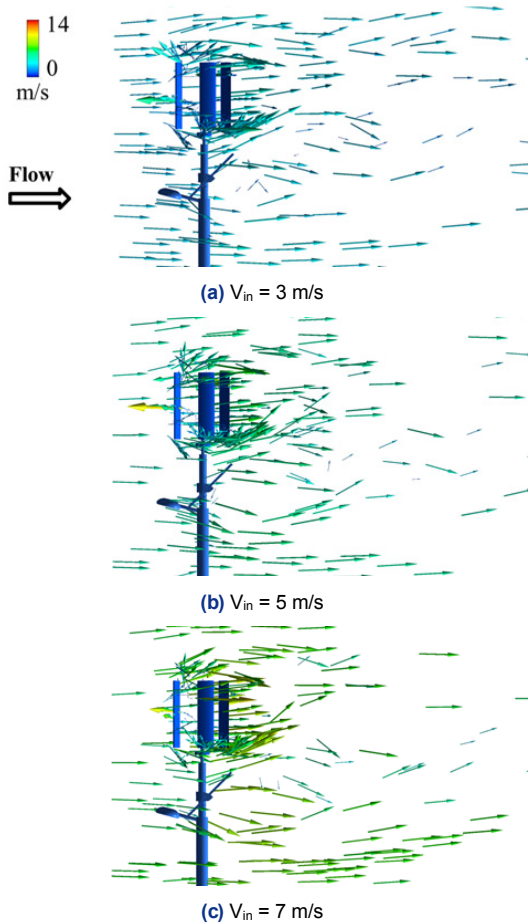 14
0
m/s
Flow
(a) Vin = 3 m/s
(b) Vin = 5 m/s
(c) Vin = 7 m/s